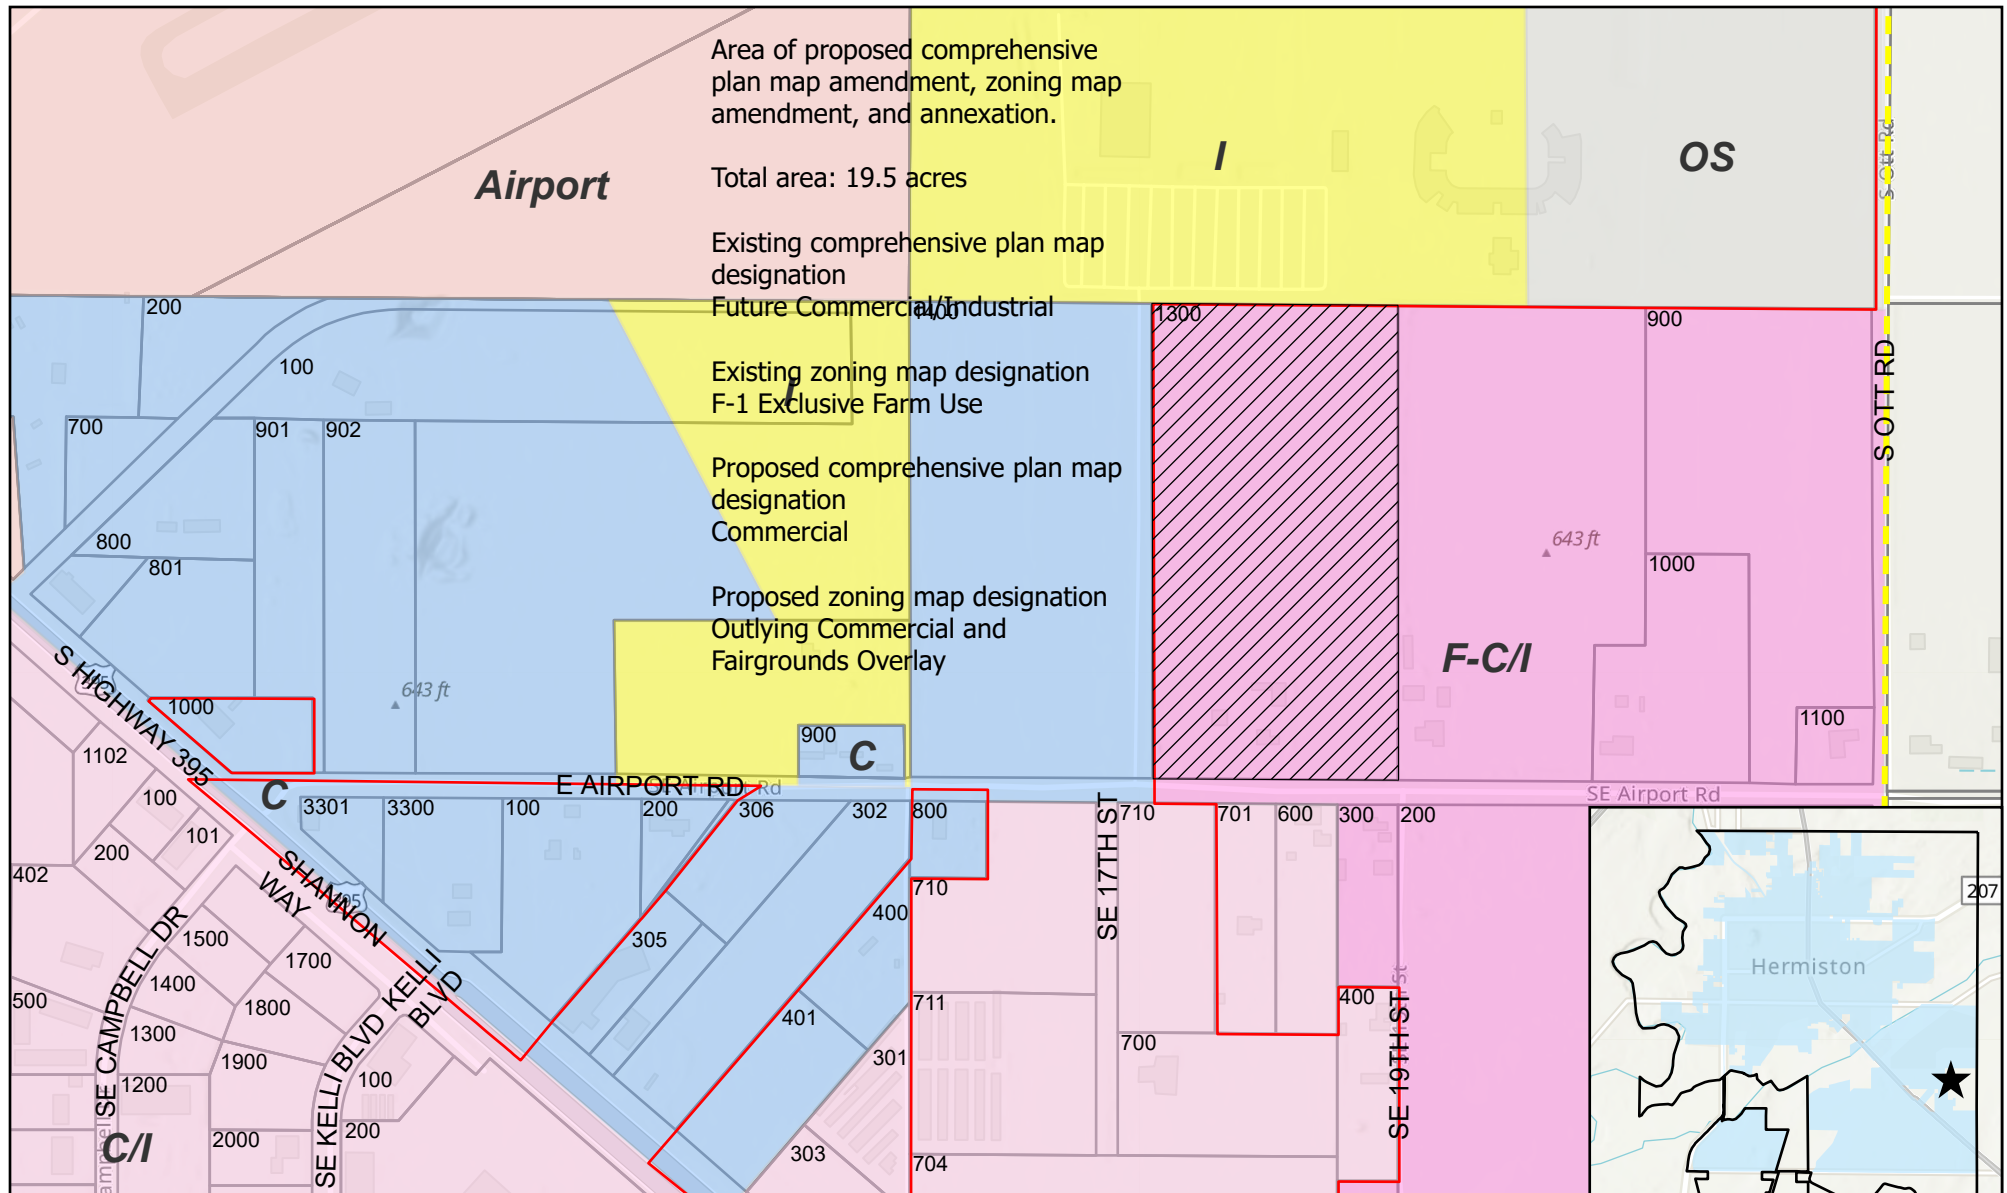 Area of proposed comprehensive
plan map amendment, zoning map
amendment, and annexation.
Total area: 19.5 acres
Existing comprehensive plan map
designation
Future Commercial/Industrial
Existing zoning map designation
F-1 Exclusive Farm Use
Proposed comprehensive plan map
designation
Commercial
Proposed zoning map designation
Outlying Commercial and
Fairgrounds Overlay
Airport
I
OS
S Ott Rd
200
1400
1300
900
100
I
S OTT RD
700
901
902
800
801
643 ft
1000
643 ft
F-C/I
1000
1100
900
C
S HIGHWAY 395
395
1102
C
E AIRPORT RD
SE Airport Rd
100
3301
3300
100
200
306
302
800
710
701
600
300
200
101
200
402
SHANNON
WAY
395
710
SE 17TH ST
400
207
Hermiston
SE CAMPBELL DR
1500
305
1700
1400
500
1800
KELLI
BLVD
711
400
401
1300
1900
301
700
SE 19TH ST
1200
100
SE KELLI BLVD
C/I
2000
200
303
704